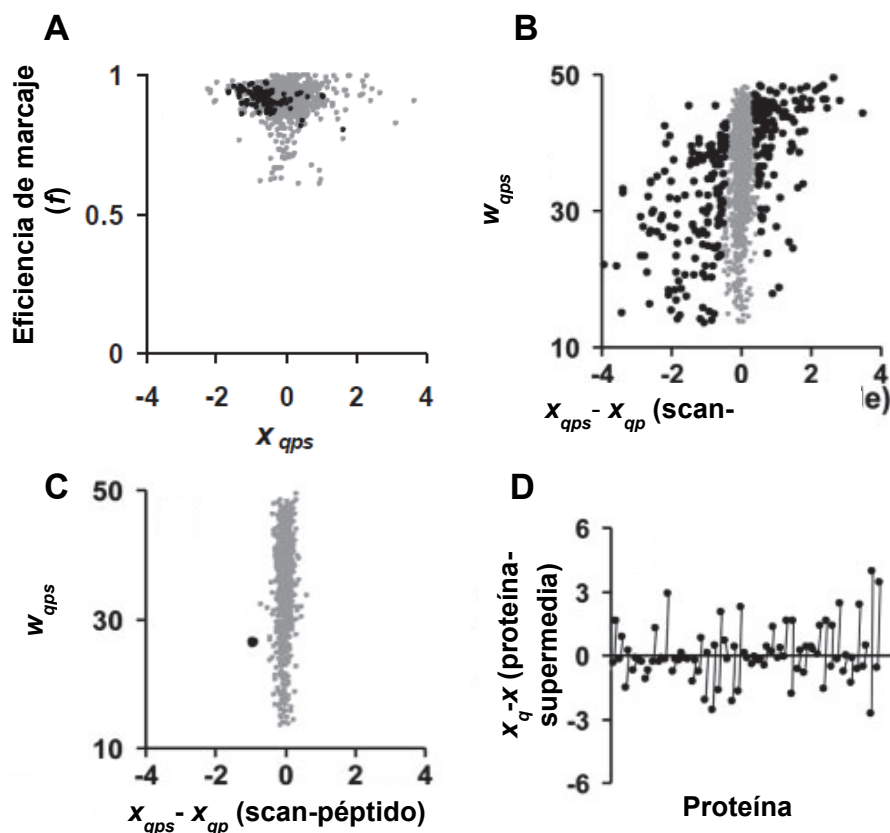 A
Eficiencia de marcaje
(f)
1
0.5
0
-4 -2 0 2 4
x qps
B
w qps
50
30
10
-4 -2 0 2 4
x qps - x qp (scan-
e)
C
w qps
50
30
10
-4 -2 0 2 4
x qps - x qp (scan-péptido)
D
x q -x (proteína-
supermedia)
6
3
0
-3
-6
Proteína